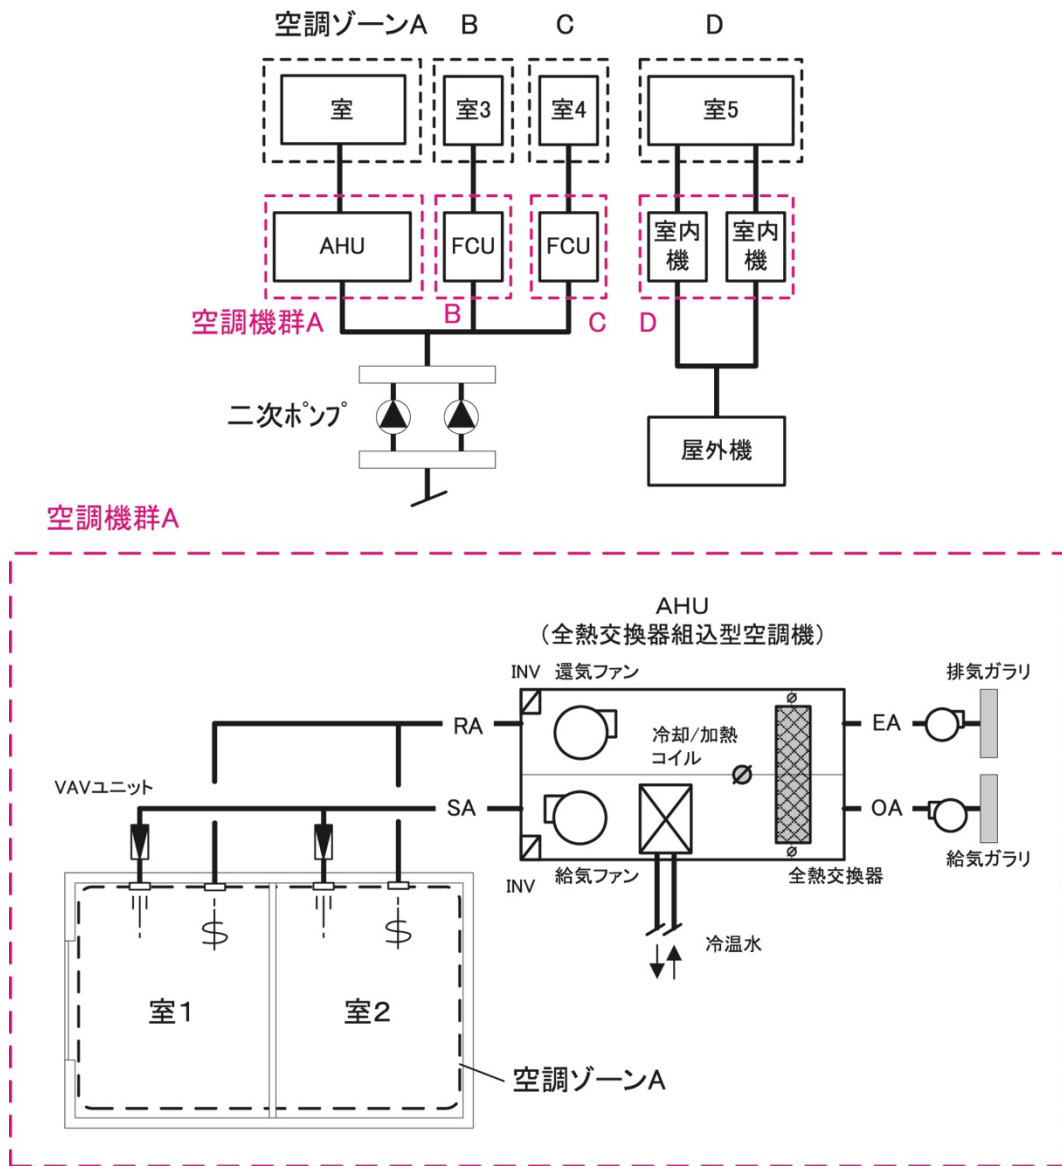 空調ゾーンA B C D
室 室3 室4 室5
AHU FCU FCU 室内機 室内機
空調機群A B C D
二次ポンプ
屋外機
空調機群A
AHU
(全熱交換器組込型空調機)
INV 還気ファン 排気ガラリ
RA 冷却/加熱 EA
コイル
VAVユニット
SA OA
INV 給気ファン 全熱交換器 給気ガラリ
冷温水
室1 室2
空調ゾーンA